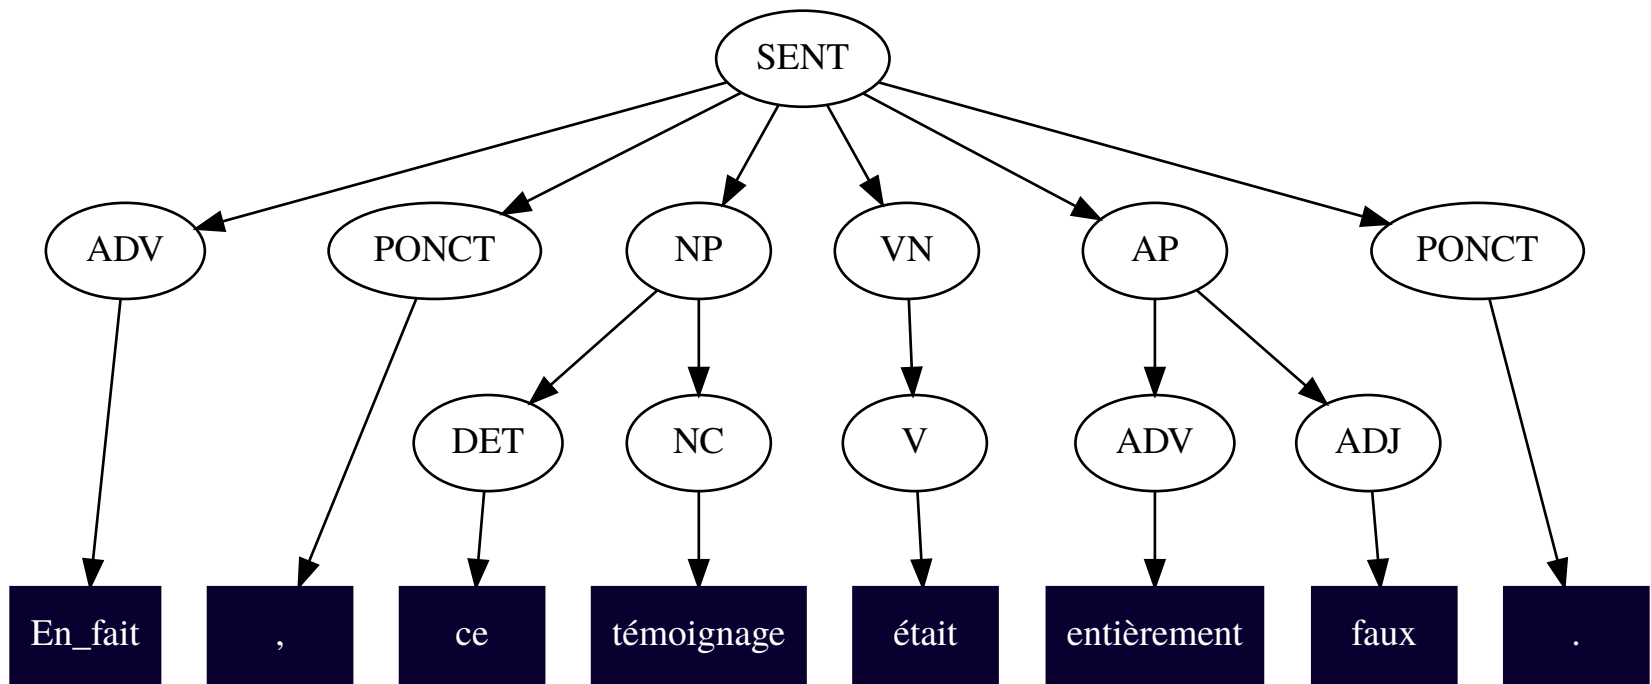 SENT
ADV PONCT NP VN AP PONCT
DET NC V ADV ADJ
En_fait , ce témoignage était entièrement faux .